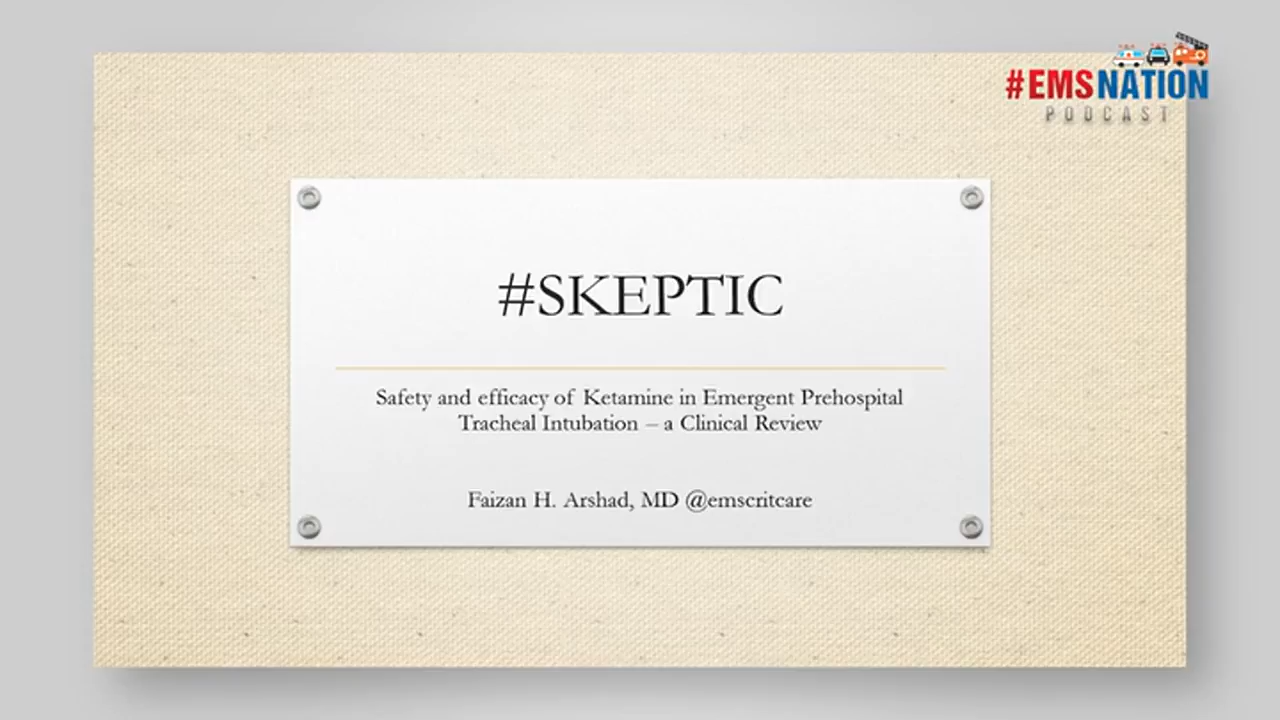 #EMSNATION
PODCAST
#SKEPTIC
Safety and efficacy of Ketamine in Emergent Prehospital
Tracheal Intubation – a Clinical Review
Faizan H. Arshad, MD @emscritcare